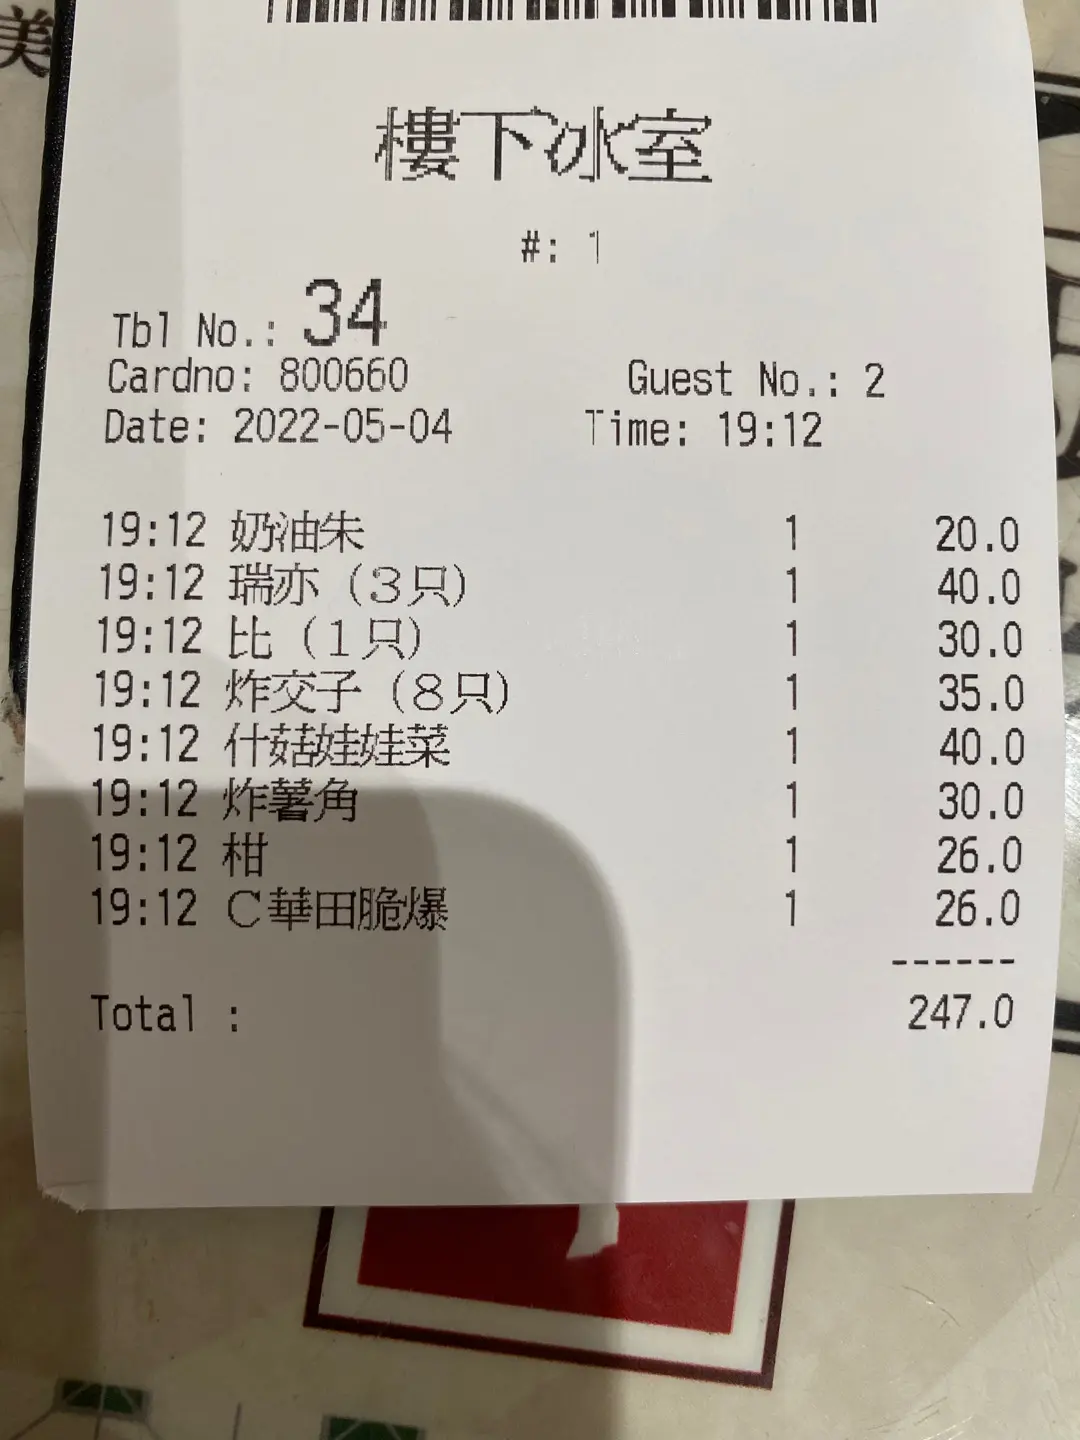 美
樓下冰室
#: 1
Tbl No.: 34
Cardno: 800660 Guest No.: 2
Date: 2022-05-04 Time: 19:12
19:12 奶油朱 1 20.0
19:12 瑞亦（3只） 1 40.0
19:12 比（1只） 1 30.0
19:12 炸交子（8只） 1 35.0
19:12 什菇娃娃菜 1 40.0
19:12 炸薯角 1 30.0
19:12 柑 1 26.0
19:12 C華田脆爆 1 26.0
------
Total : 247.0